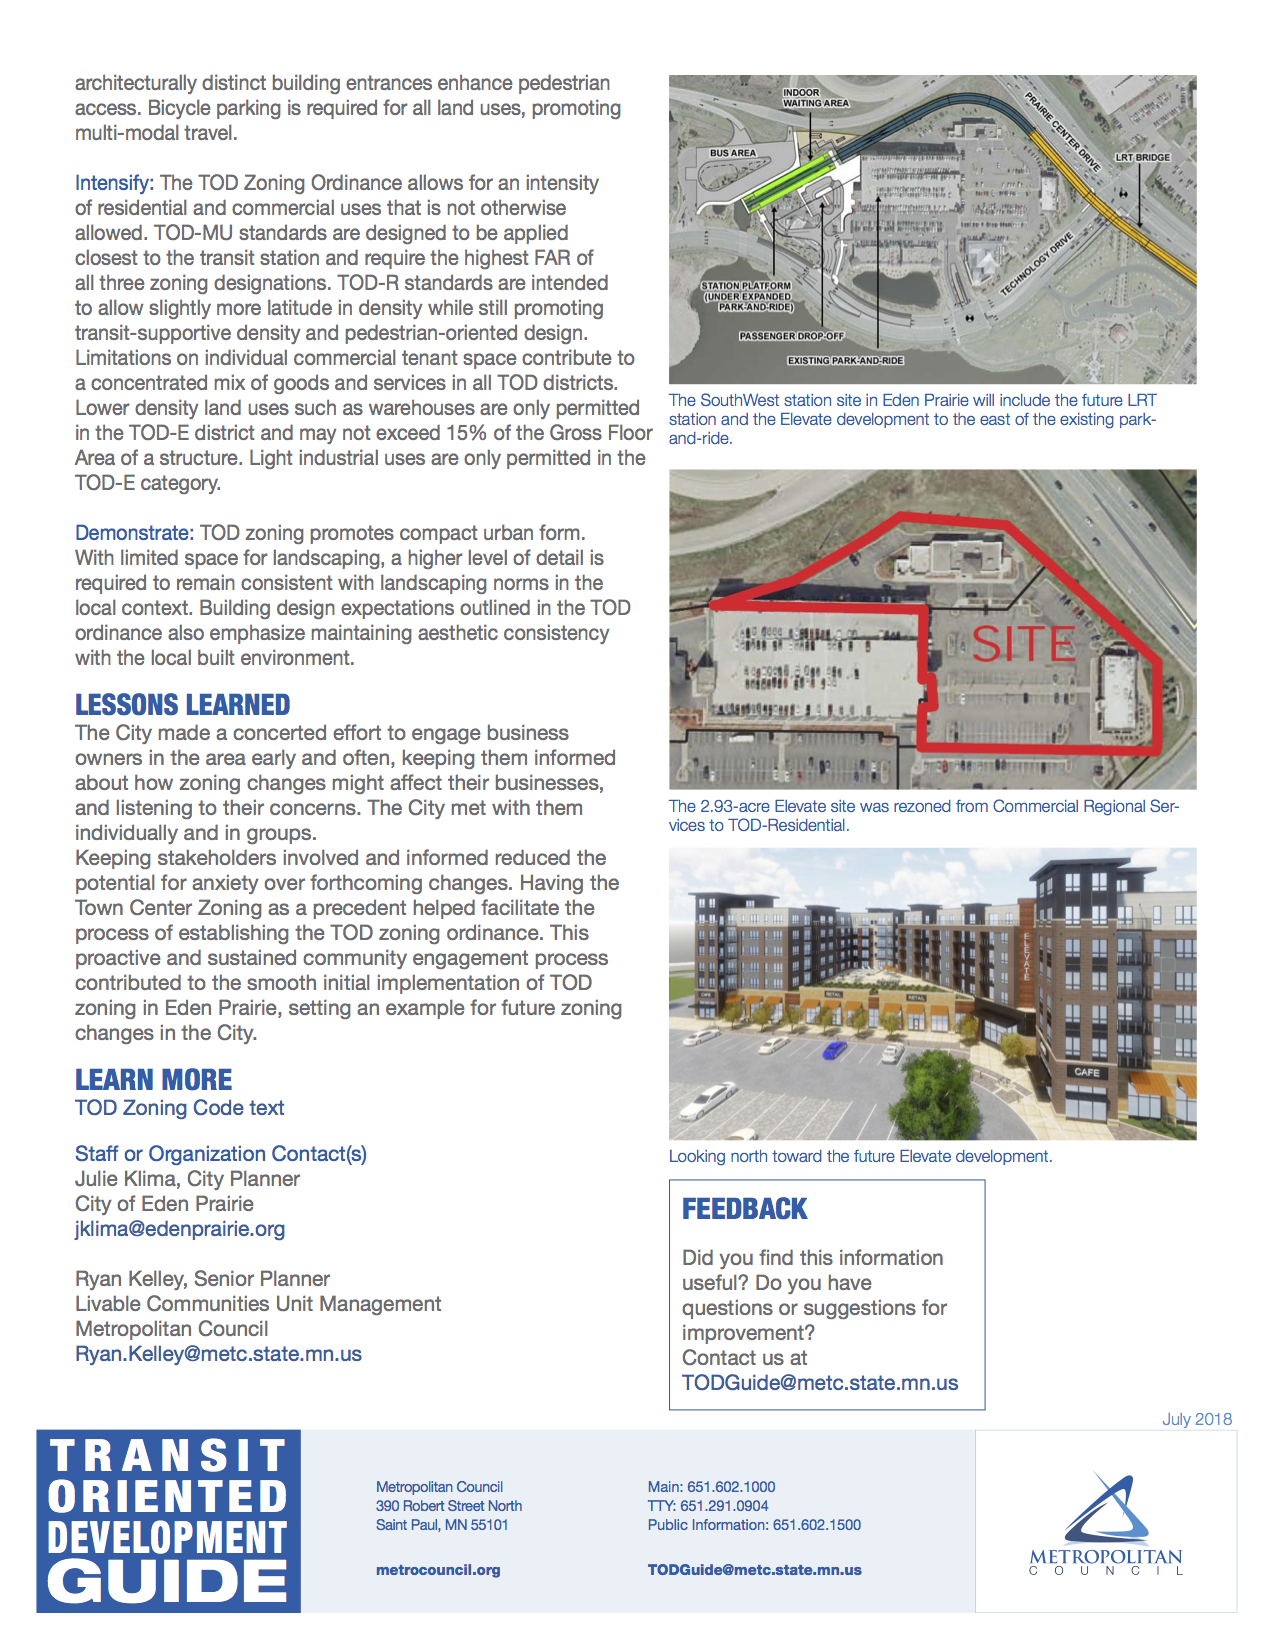 architecturally distinct building entrances enhance pedestrian
access. Bicycle parking is required for all land uses, promoting
multi-modal travel.
Intensify: The TOD Zoning Ordinance allows for an intensity
of residential and commercial uses that is not otherwise
allowed. TOD-MU standards are designed to be applied
closest to the transit station and require the highest FAR of
all three zoning designations. TOD-R standards are intended
to allow slightly more latitude in density while still promoting
transit-supportive density and pedestrian-oriented design.
Limitations on individual commercial tenant space contribute to
a concentrated mix of goods and services in all TOD districts.
Lower density land uses such as warehouses are only permitted
in the TOD-E district and may not exceed 15% of the Gross Floor
Area of a structure. Light industrial uses are only permitted in the
TOD-E category.
Demonstrate: TOD zoning promotes compact urban form.
With limited space for landscaping, a higher level of detail is
required to remain consistent with landscaping norms in the
local context. Building design expectations outlined in the TOD
ordinance also emphasize maintaining aesthetic consistency
with the local built environment.
LESSONS LEARNED
The City made a concerted effort to engage business
owners in the area early and often, keeping them informed
about how zoning changes might affect their businesses,
and listening to their concerns. The City met with them
individually and in groups.
Keeping stakeholders involved and informed reduced the
potential for anxiety over forthcoming changes. Having the
Town Center Zoning as a precedent helped facilitate the
process of establishing the TOD zoning ordinance. This
proactive and sustained community engagement process
contributed to the smooth initial implementation of TOD
zoning in Eden Prairie, setting an example for future zoning
changes in the City.
LEARN MORE
TOD Zoning Code text
Staff or Organization Contact(s)
Julie Klima, City Planner
City of Eden Prairie
jklima@edenprairie.org
Ryan Kelley, Senior Planner
Livable Communities Unit Management
Metropolitan Council
Ryan.Kelley@metc.state.mn.us
INDOOR
WAITING AREA
BUS AREA
PRAIRIE CENTER DRIVE
LRT BRIDGE
TECHNOLOGY DRIVE
STATION PLATFORM
(UNDER EXPANDED
PARK-AND-RIDE)
PASSENGER DROP-OFF
EXISTING PARK-AND-RIDE
The SouthWest station site in Eden Prairie will include the future LRT
station and the Elevate development to the east of the existing park-
and-ride.
SITE
The 2.93-acre Elevate site was rezoned from Commercial Regional Ser-
vices to TOD-Residential.
ELEVATE
CAFE
RETAIL
RETAIL
CAFE
Looking north toward the future Elevate development.
FEEDBACK
Did you find this information
useful? Do you have
questions or suggestions for
improvement?
Contact us at
TODGuide@metc.state.mn.us
July 2018
TRANSIT
ORIENTED
DEVELOPMENT
GUIDE
Metropolitan Council
390 Robert Street North
Saint Paul, MN 55101
metrocouncil.org
Main: 651.602.1000
TTY: 651.291.0904
Public Information: 651.602.1500
TODGuide@metc.state.mn.us
METROPOLITAN
COUNCIL